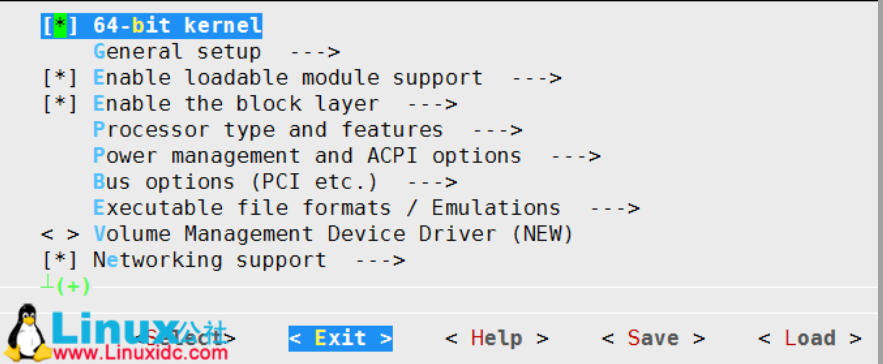 [*] 64-bit kernel
General setup  --->
[*] Enable loadable module support  --->
[*] Enable the block layer  --->
Processor type and features  --->
Power management and ACPI options  --->
Bus options (PCI etc.)  --->
Executable file formats / Emulations  --->
< > Volume Management Device Driver (NEW)
[*] Networking support  --->
┴(+)
<Select> < Exit > < Help > < Save > < Load >
Linux公社
www.Linuxidc.com